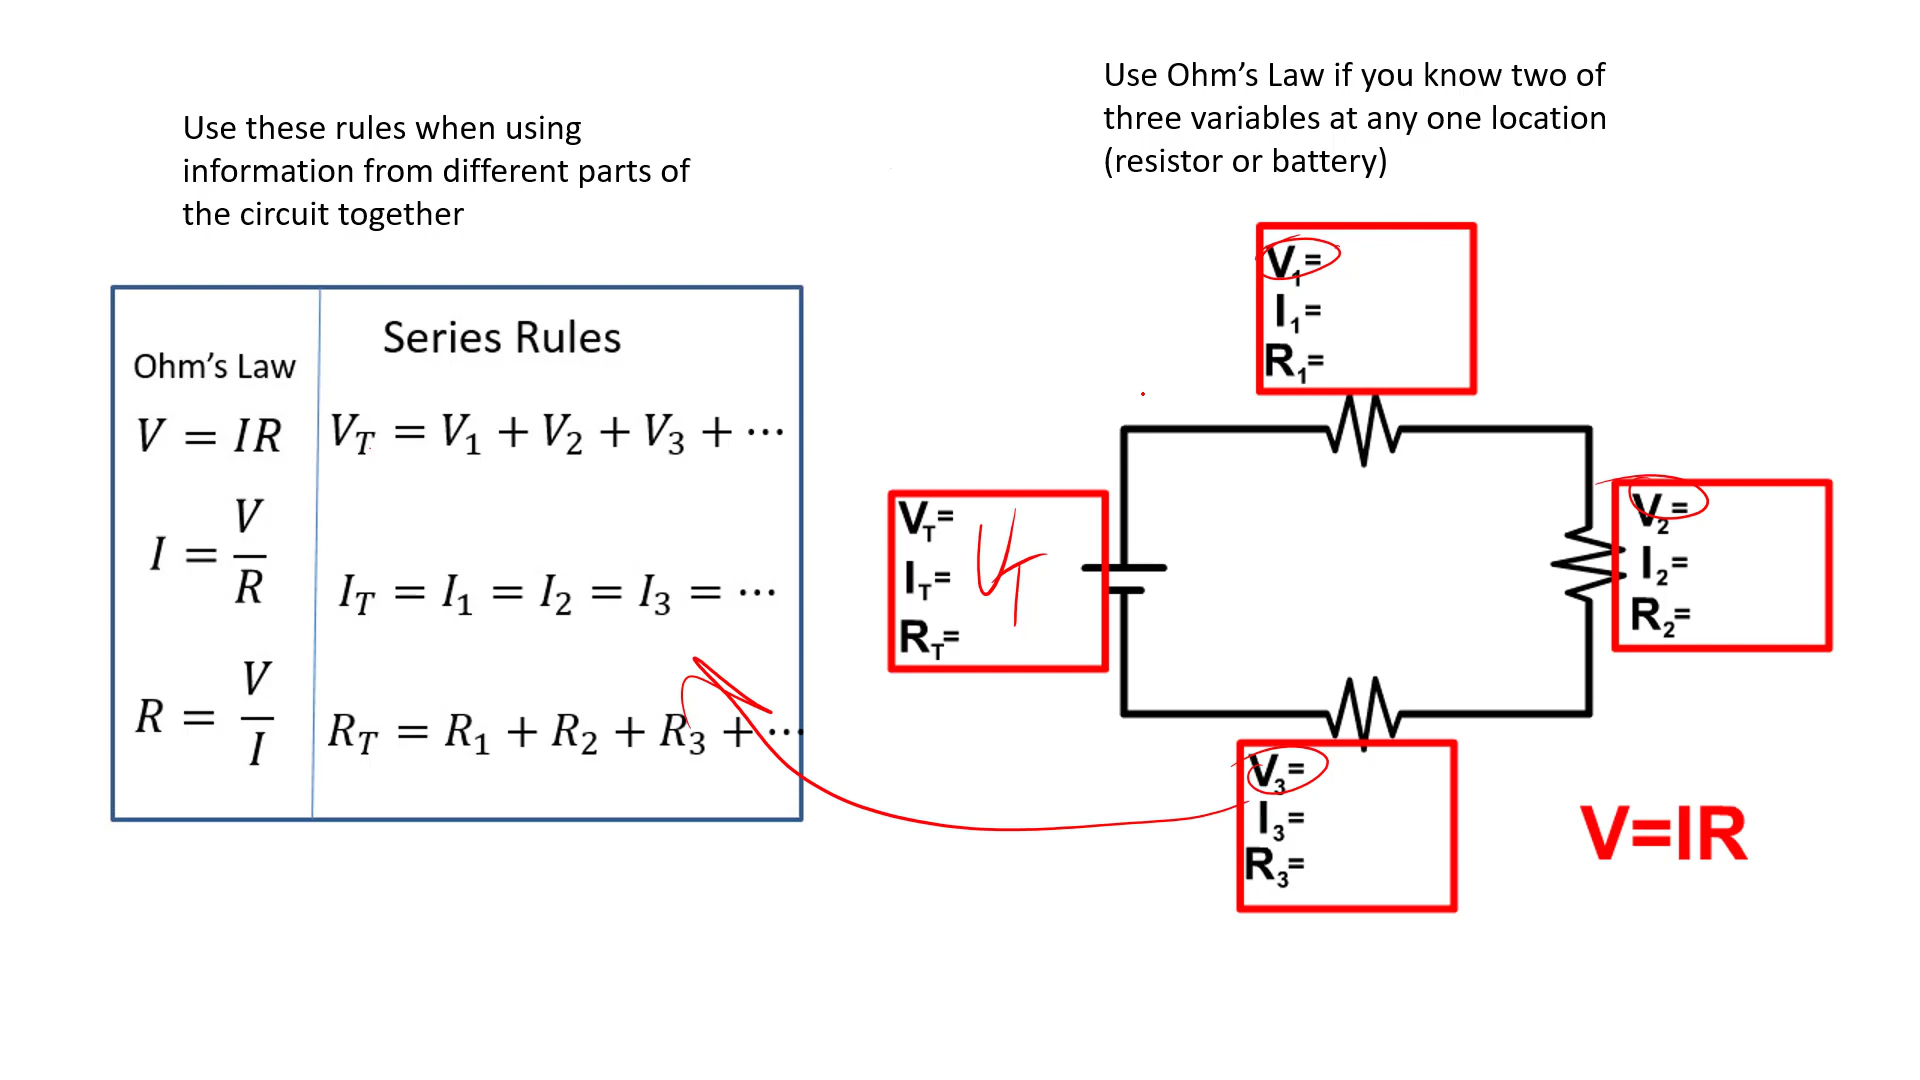 Use these rules when using
information from different parts of
the circuit together
Use Ohm's Law if you know two of
three variables at any one location
(resistor or battery)
Ohm's Law
V = IR
I = V/R
R = V/I
Series Rules
V_T = V_1 + V_2 + V_3 + ⋯
I_T = I_1 = I_2 = I_3 = ⋯
R_T = R_1 + R_2 + R_3 + ⋯
V_1=
I_1=
R_1=
V_T=
I_T=
R_T=
V_T
V_2=
I_2=
R_2=
V_3=
I_3=
R_3=
V=IR